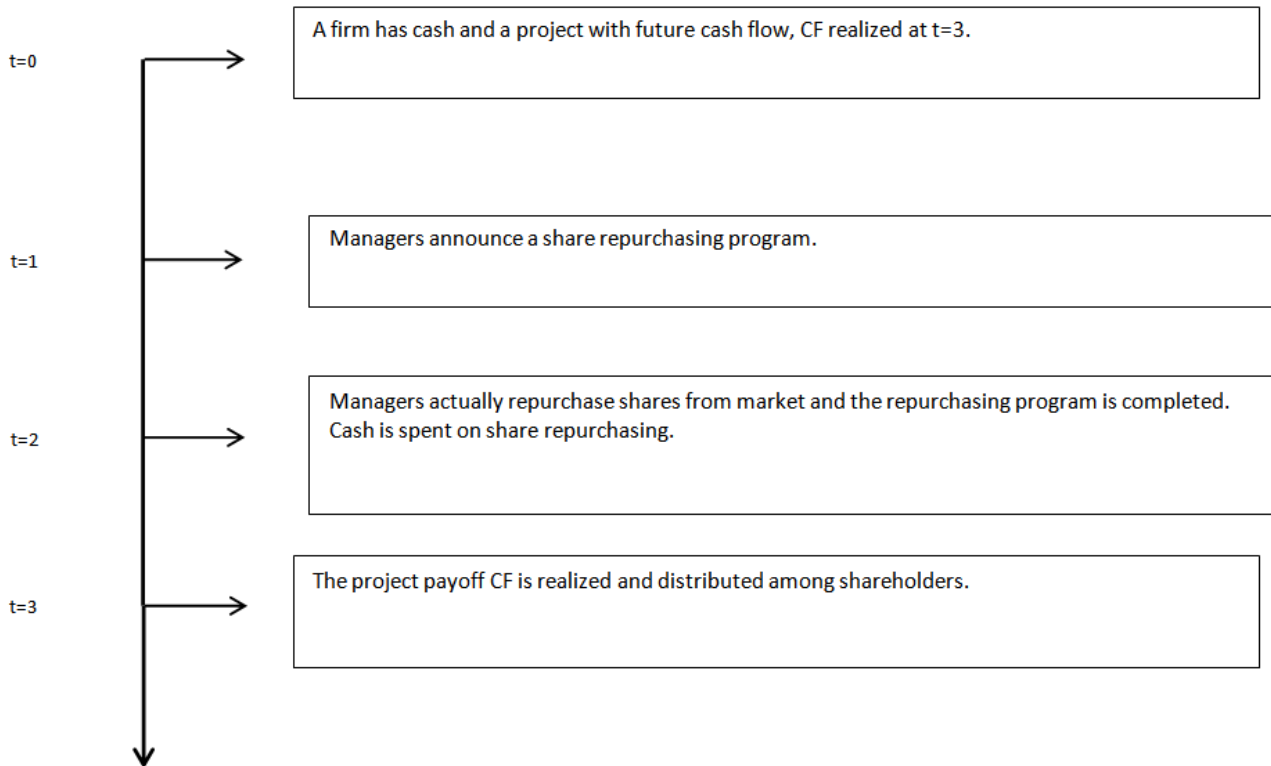 t=0
A firm has cash and a project with future cash flow, CF realized at t=3.
t=1
Managers announce a share repurchasing program.
t=2
Managers actually repurchase shares from market and the repurchasing program is completed.
Cash is spent on share repurchasing.
t=3
The project payoff CF is realized and distributed among shareholders.